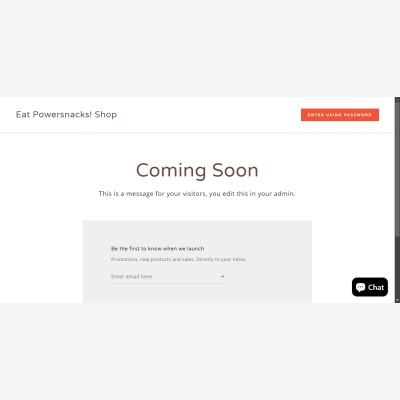 Eat Powersnacks! Shop
ENTER USING PASSWORD
Coming Soon
This is a message for your visitors, you edit this in your admin.
Be the first to know when we launch
Promotions, new products and sales. Directly to your inbox.
Enter email here
Chat